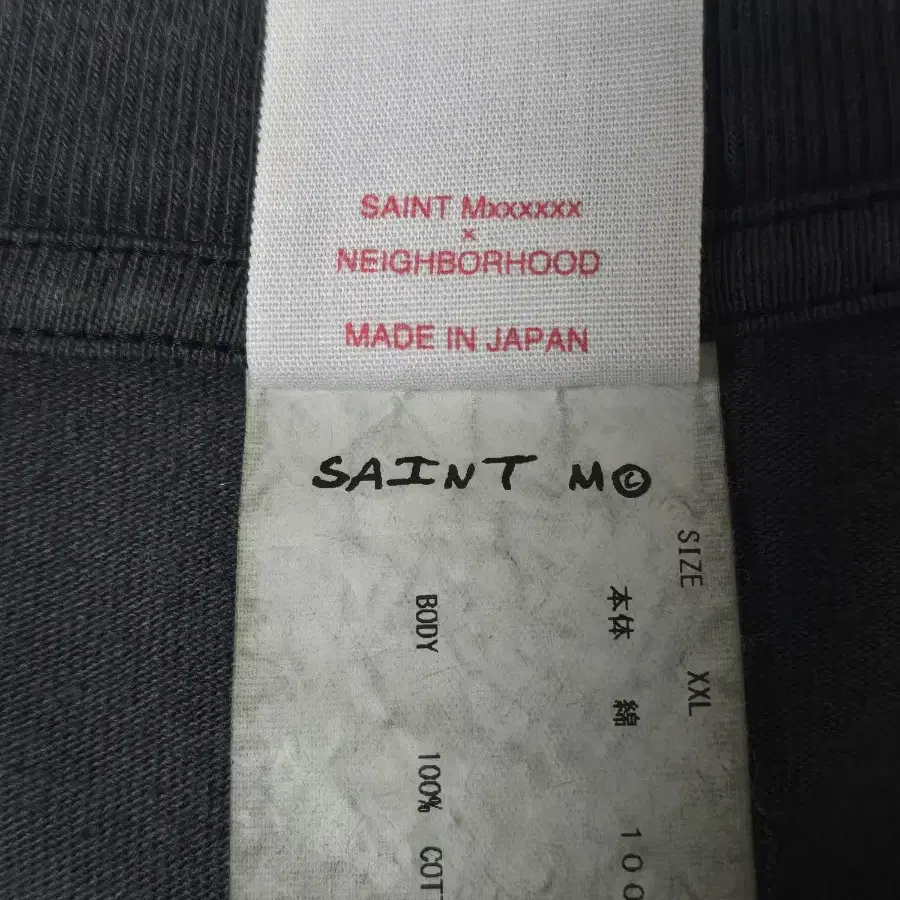 SAINT Mxxxxxx
×
NEIGHBORHOOD
MADE IN JAPAN
SAINT M©
SIZE XXL
本体 綿 100
BODY 100% COT